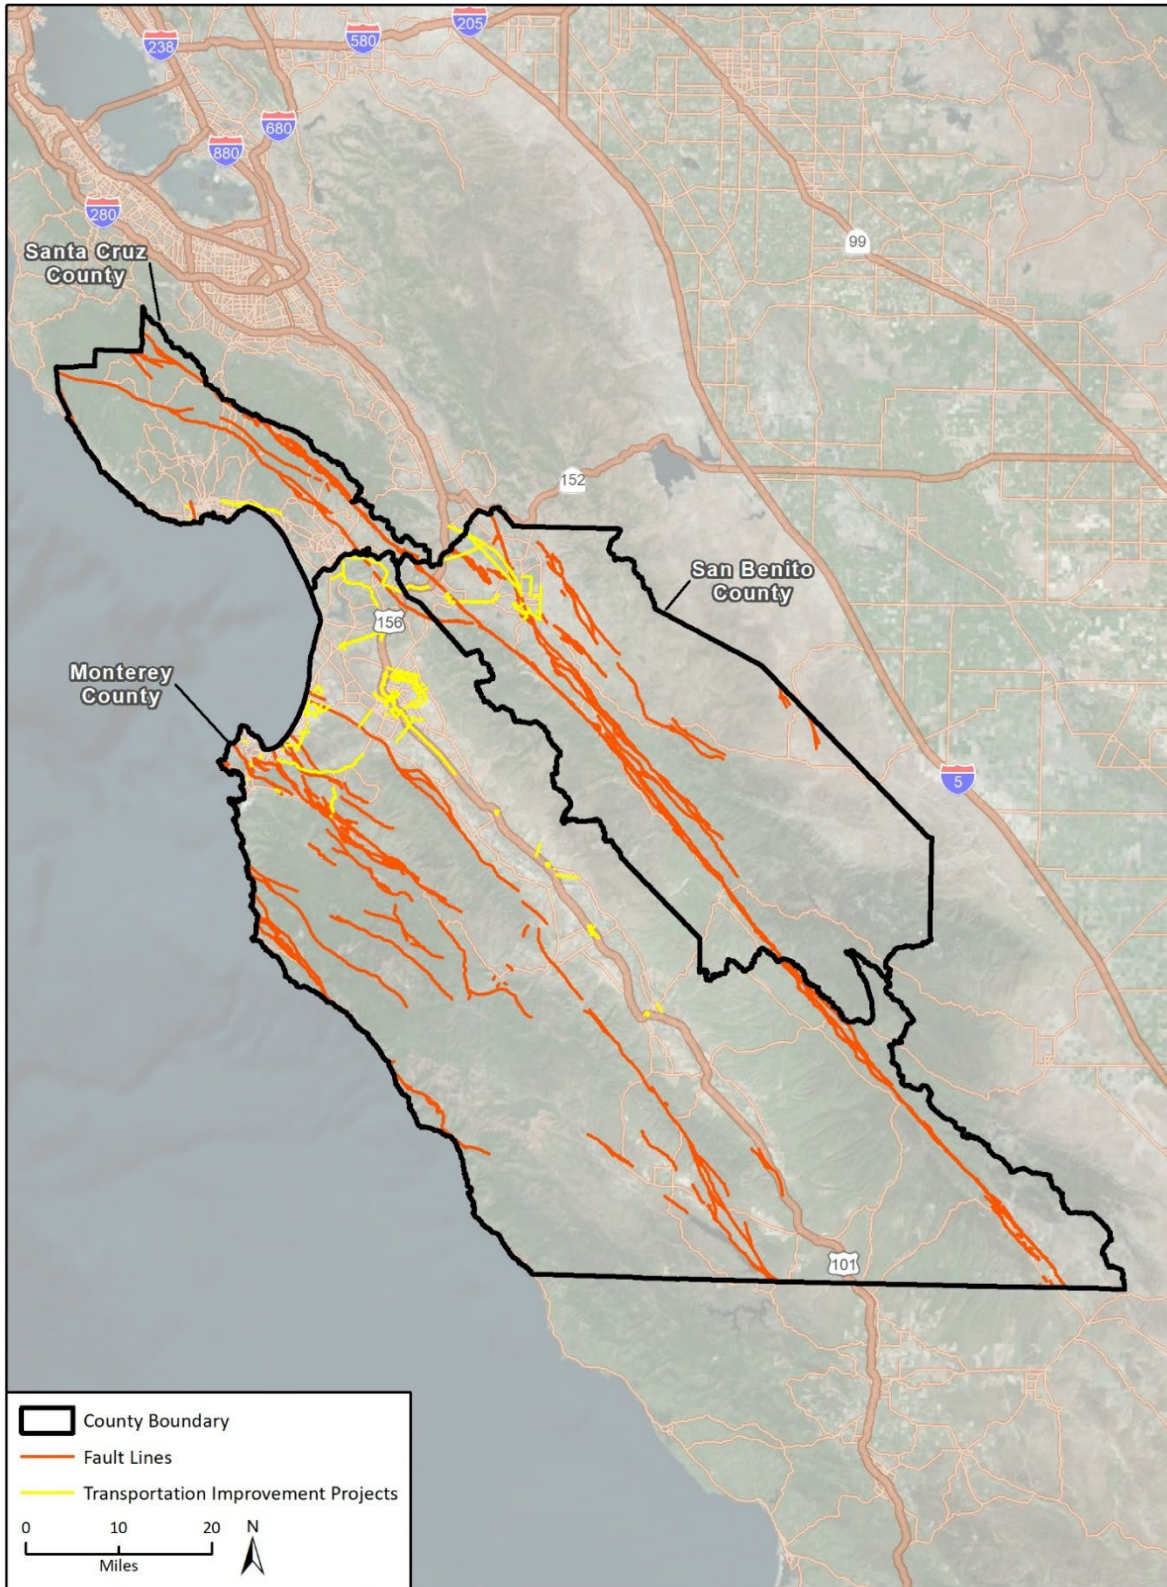 205
580
238
680
880
280
99
Santa Cruz
County
152
San Benito
County
156
Monterey
County
5
101
County Boundary
Fault Lines
Transportation Improvement Projects
0 10 20
Miles
N